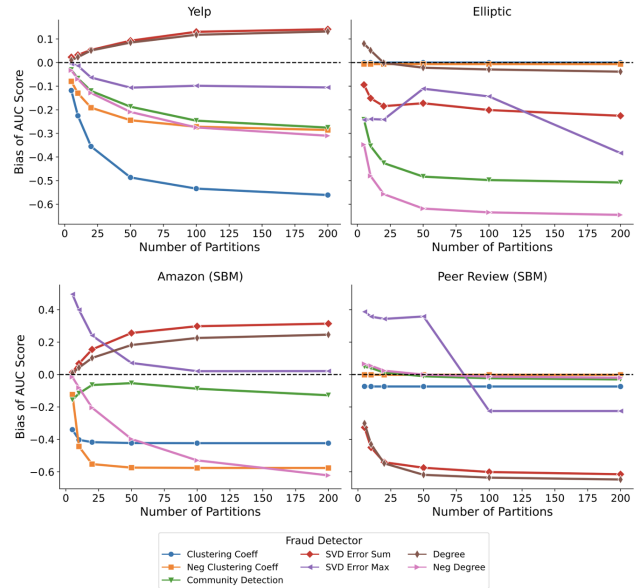 Yelp
Elliptic
Bias of AUC Score
0.1
0.0
−0.1
−0.2
−0.3
−0.4
−0.5
−0.6
0 25 50 75 100 125 150 175 200
0 25 50 75 100 125 150 175 200
Number of Partitions
Number of Partitions
Amazon (SBM)
Peer Review (SBM)
Bias of AUC Score
0.4
0.2
0.0
−0.2
−0.4
−0.6
0 25 50 75 100 125 150 175 200
0 25 50 75 100 125 150 175 200
Number of Partitions
Number of Partitions
Fraud Detector
Clustering Coeff
Neg Clustering Coeff
Community Detection
SVD Error Sum
SVD Error Max
Degree
Neg Degree